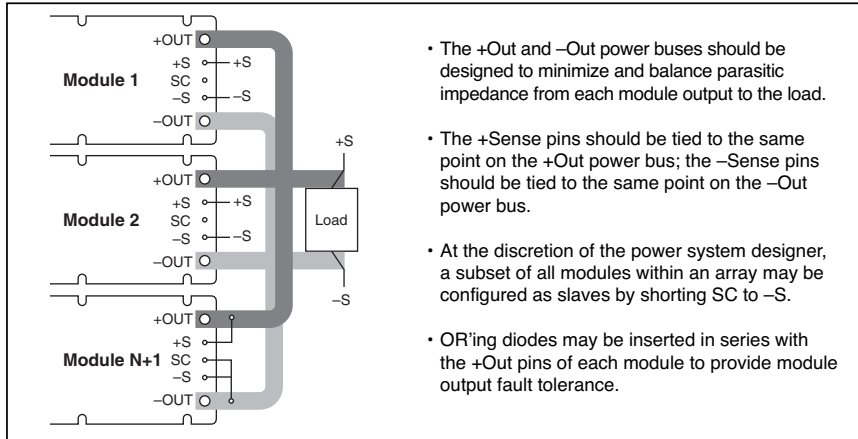 +OUT
+S
+S
Module 1
SC
–S
–S
–OUT
+S
+OUT
+S
+S
Module 2
SC
Load
–S
–S
–OUT
–S
+OUT
+S
Module N+1
SC
–S
–OUT
• The +Out and –Out power buses should be
designed to minimize and balance parasitic
impedance from each module output to the load.
• The +Sense pins should be tied to the same
point on the +Out power bus; the –Sense pins
should be tied to the same point on the –Out
power bus.
• At the discretion of the power system designer,
a subset of all modules within an array may be
configured as slaves by shorting SC to –S.
• OR'ing diodes may be inserted in series with
the +Out pins of each module to provide module
output fault tolerance.